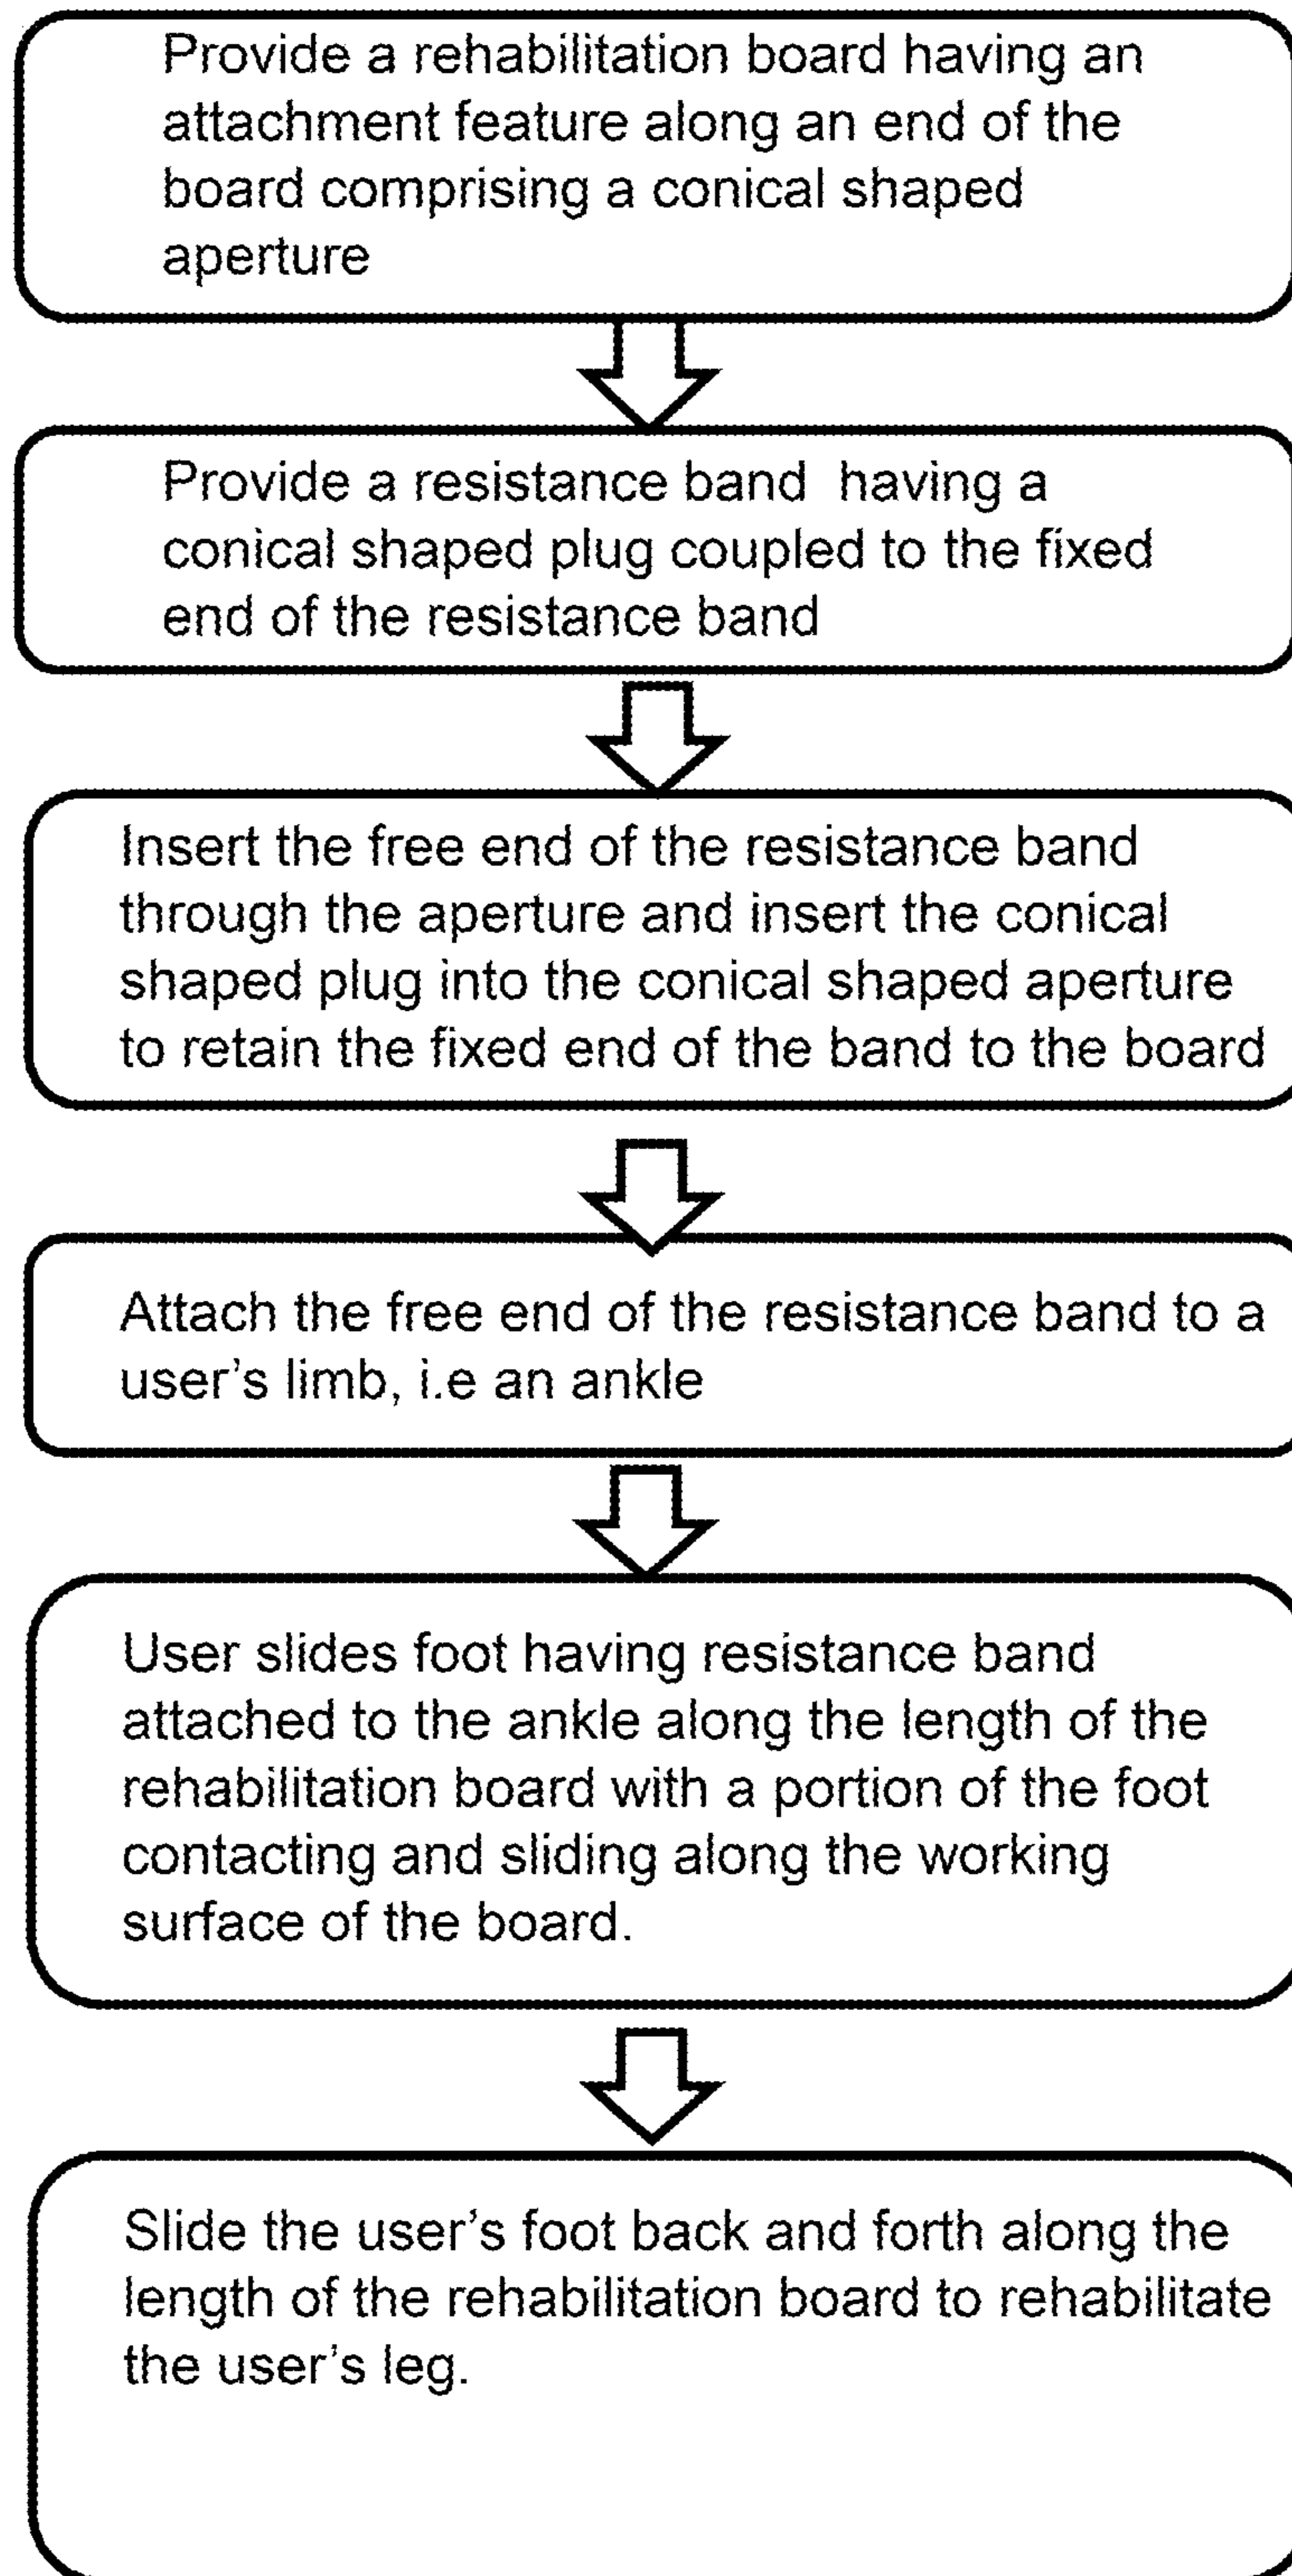 Provide a rehabilitation board having an
attachment feature along an end of the
board comprising a conical shaped
aperture
Provide a resistance band  having a
conical shaped plug coupled to the fixed
end of the resistance band
Insert the free end of the resistance band
through the aperture and insert the conical
shaped plug into the conical shaped aperture
to retain the fixed end of the band to the board
Attach the free end of the resistance band to a
user's limb, i.e an ankle
User slides foot having resistance band
attached to the ankle along the length of the
rehabilitation board with a portion of the foot
contacting and sliding along the working
surface of the board.
Slide the user's foot back and forth along the
length of the rehabilitation board to rehabilitate
the user's leg.